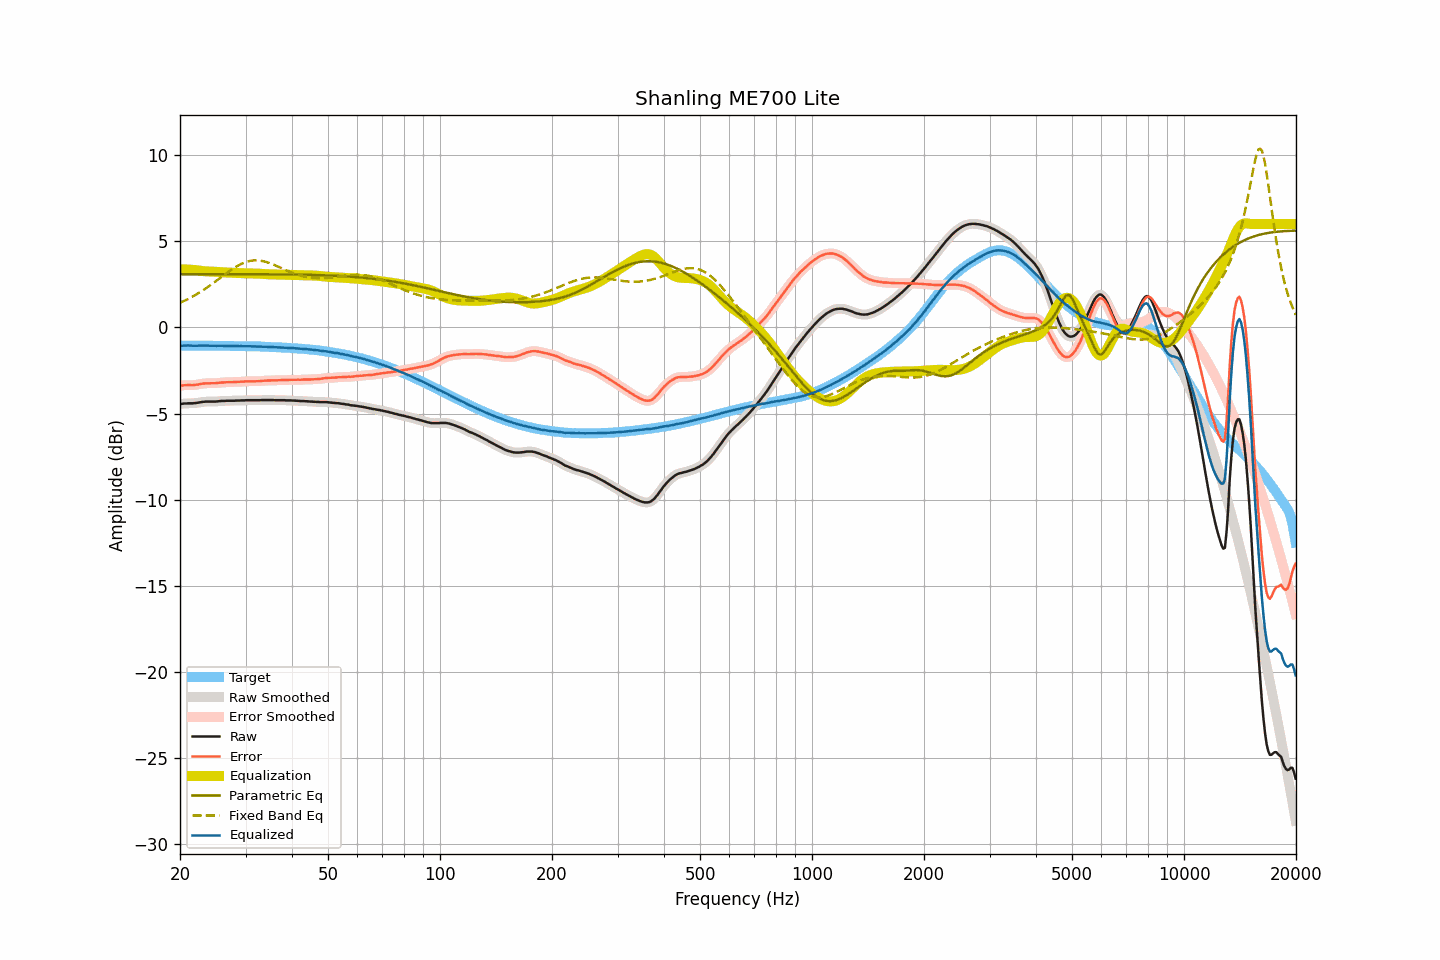 Shanling ME700 Lite
10
5
0
−5
−10
−15
−20
−25
−30
Amplitude (dBr)
Target
Raw Smoothed
Error Smoothed
Raw
Error
Equalization
Parametric Eq
Fixed Band Eq
Equalized
20 50 100 200 500 1000 2000 5000 10000 20000
Frequency (Hz)